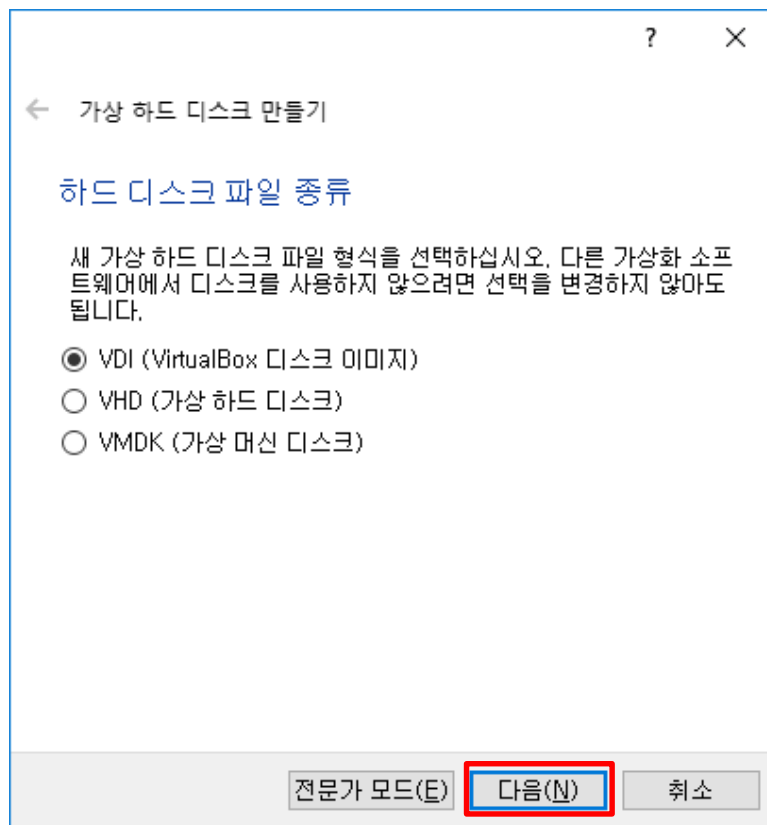 ?
가상 하드 디스크 만들기
하드 디스크 파일 종류
새 가상 하드 디스크 파일 형식을 선택하십시오. 다른 가상화 소프
트웨어에서 디스크를 사용하지 않으려면 선택을 변경하지 않아도
됩니다.
VDI (VirtualBox 디스크 이미지)
VHD (가상 하드 디스크)
VMDK (가상 머신 디스크)
전문가 모드(E) 다음(N) 취소